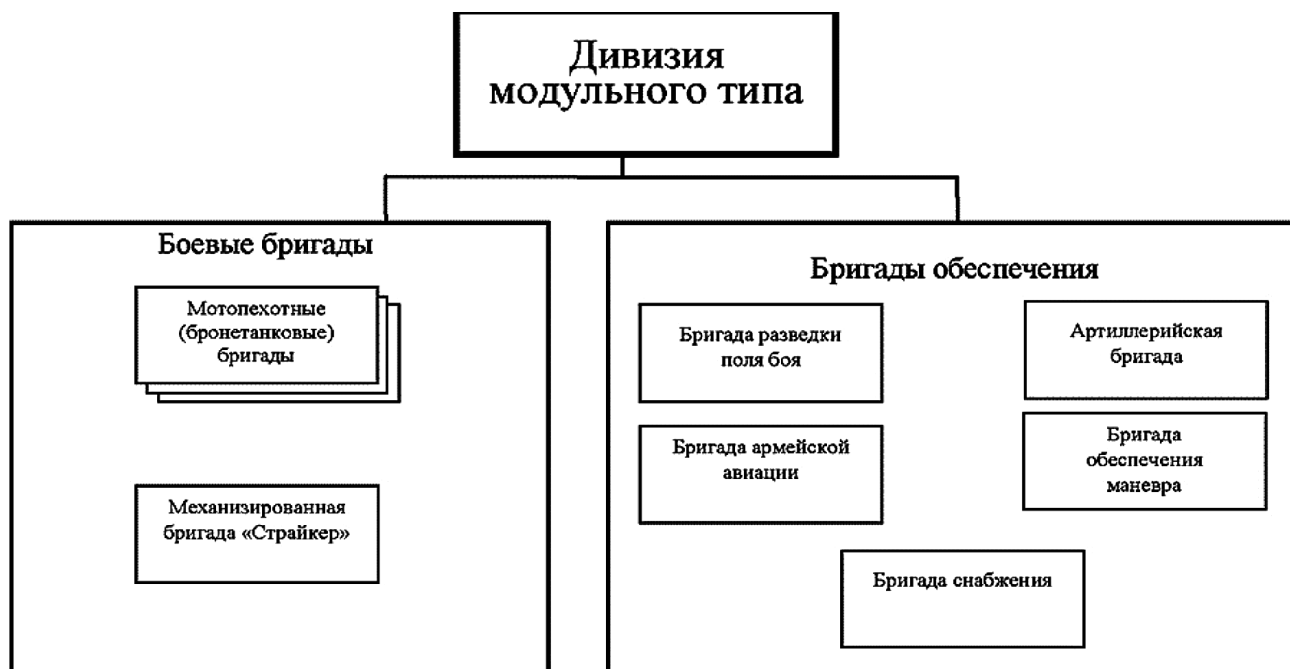 Дивизия
модульного типа
Боевые бригады
Мотопехотные
(бронетанковые)
бригады
Механизированная
бригада «Страйкер»
Бригады обеспечения
Бригада разведки
поля боя
Артиллерийская
бригада
Бригада армейской
авиации
Бригада
обеспечения
маневра
Бригада снабжения